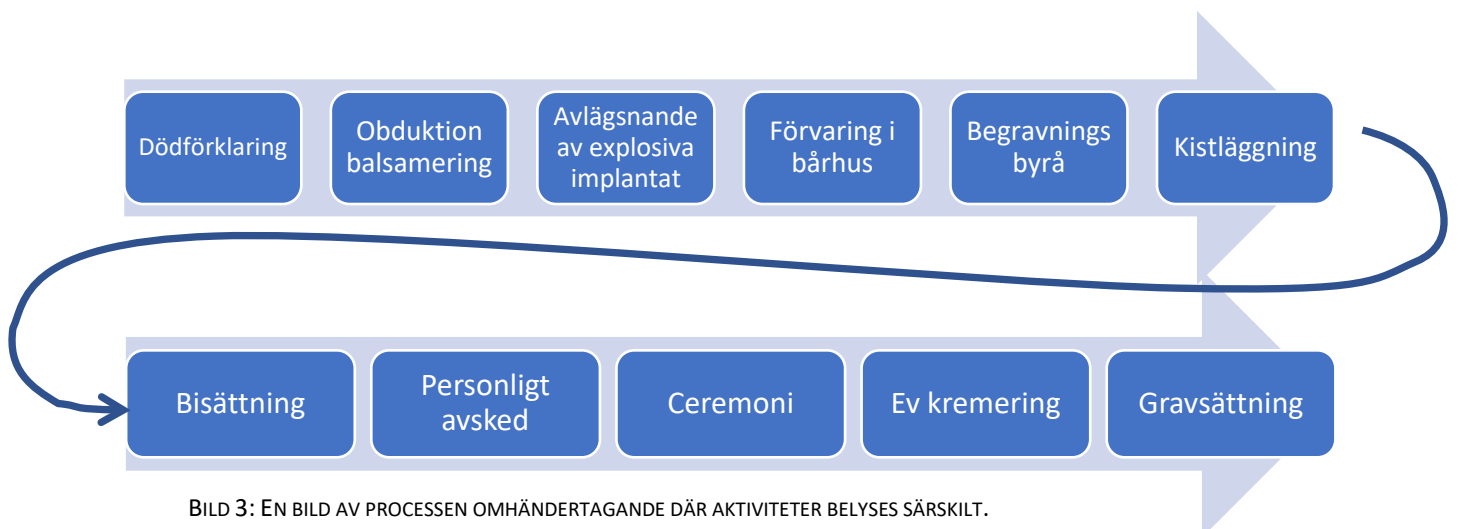 Dödförklaring
Obduktion
balsamering
Avlägsnande
av explosiva
implantat
Förvaring i
bårhus
Begravnings
byrå
Kistläggning
Bisättning
Personligt
avsked
Ceremoni
Ev kremering
Gravsättning
BILD 3: EN BILD AV PROCESSEN OMHÄNDERTAGANDE DÄR AKTIVITETER BELYSES SÄRSKILT.